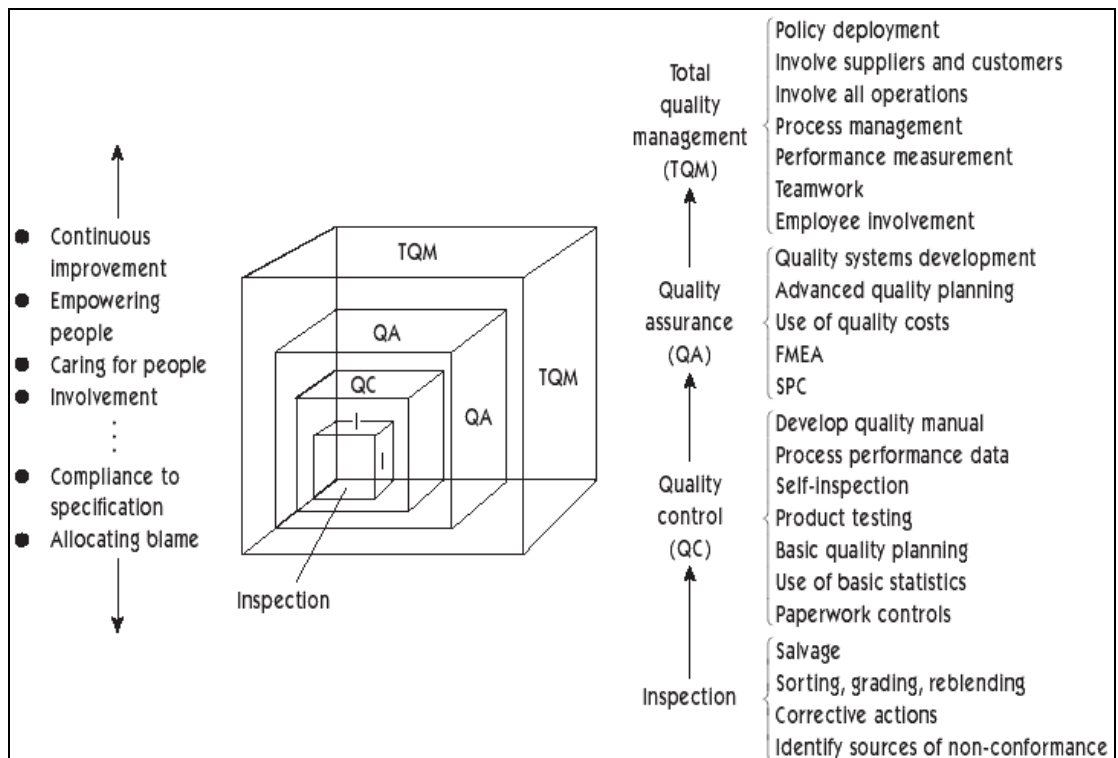 Continuous
improvement
Empowering
people
Caring for people
Involvement
Compliance to
specification
Allocating blame
TQM
QA
QC
I
I
QA
TQM
Inspection
Total
quality
management
(TQM)
Quality
assurance
(QA)
Quality
control
(QC)
Inspection
Policy deployment
Involve suppliers and customers
Involve all operations
Process management
Performance measurement
Teamwork
Employee involvement
Quality systems development
Advanced quality planning
Use of quality costs
FMEA
SPC
Develop quality manual
Process performance data
Self-inspection
Product testing
Basic quality planning
Use of basic statistics
Paperwork controls
Salvage
Sorting, grading, reblending
Corrective actions
Identify sources of non-conformance